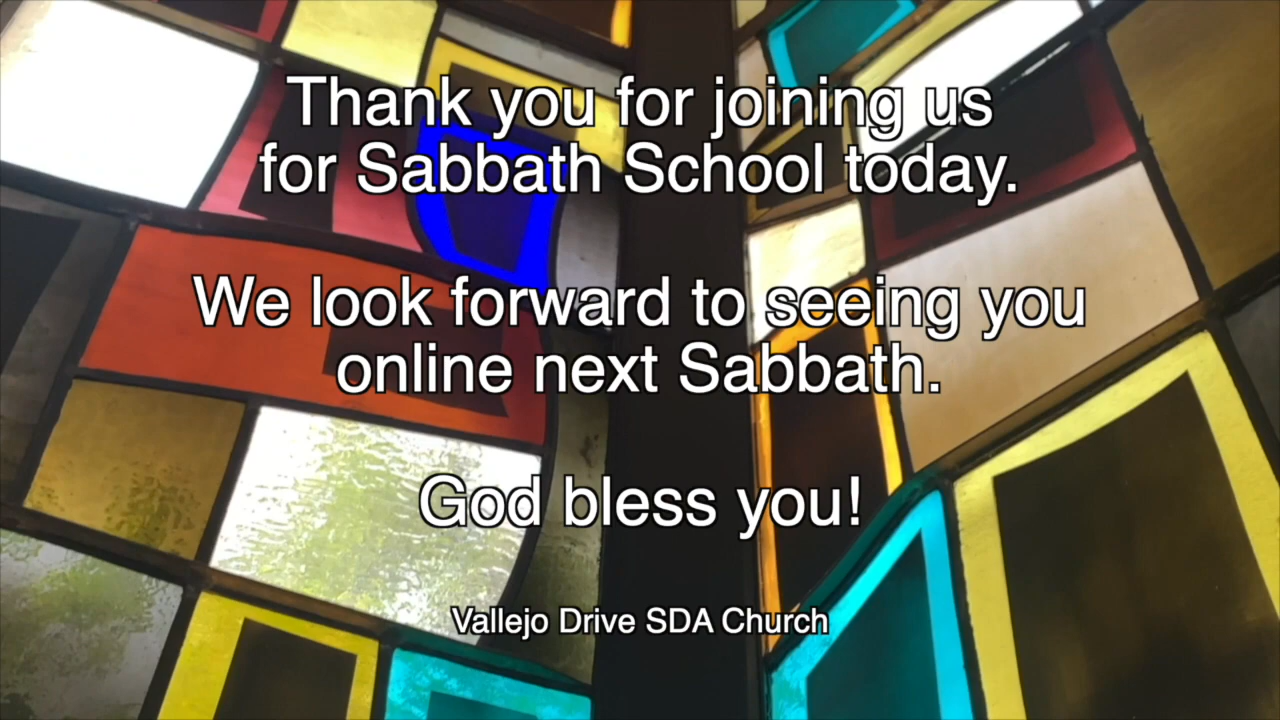 Thank you for joining us
for Sabbath School today.
We look forward to seeing you
online next Sabbath.
God bless you!
Vallejo Drive SDA Church